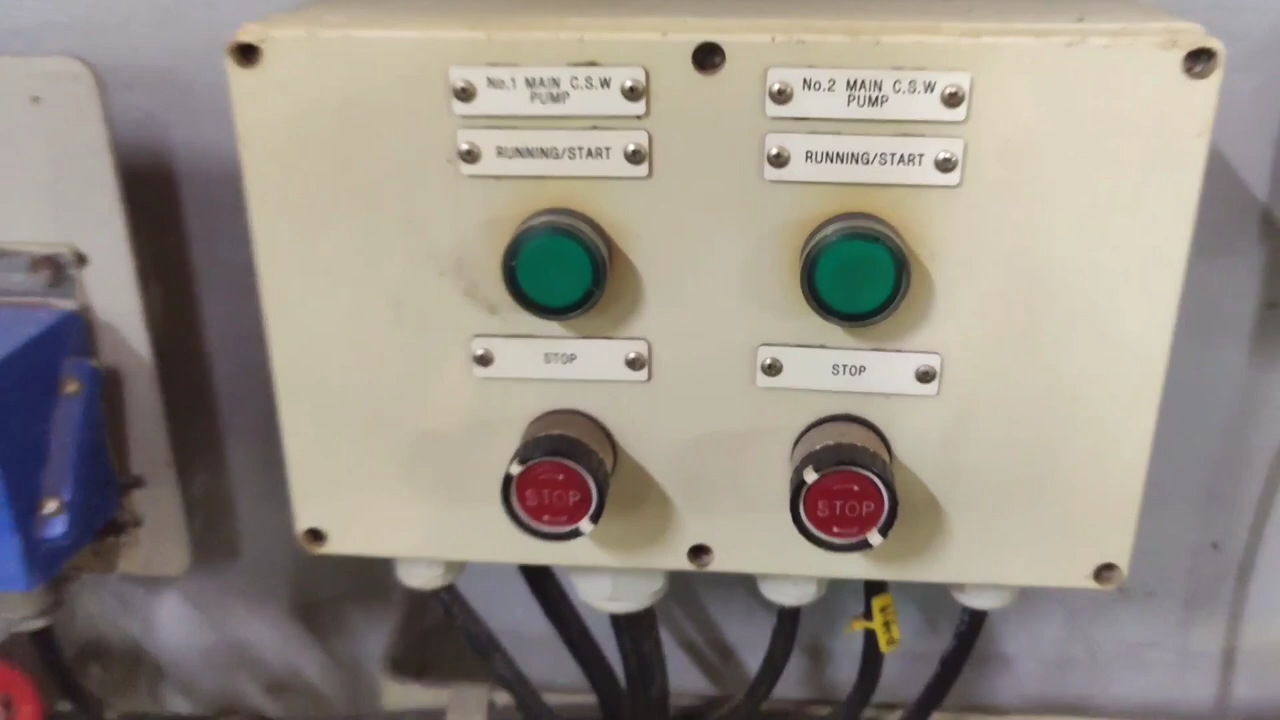 No.1 MAIN C.S.W
PUMP
No.2 MAIN C.S.W
PUMP
RUNNING/START
RUNNING/START
STOP
STOP
STOP
STOP